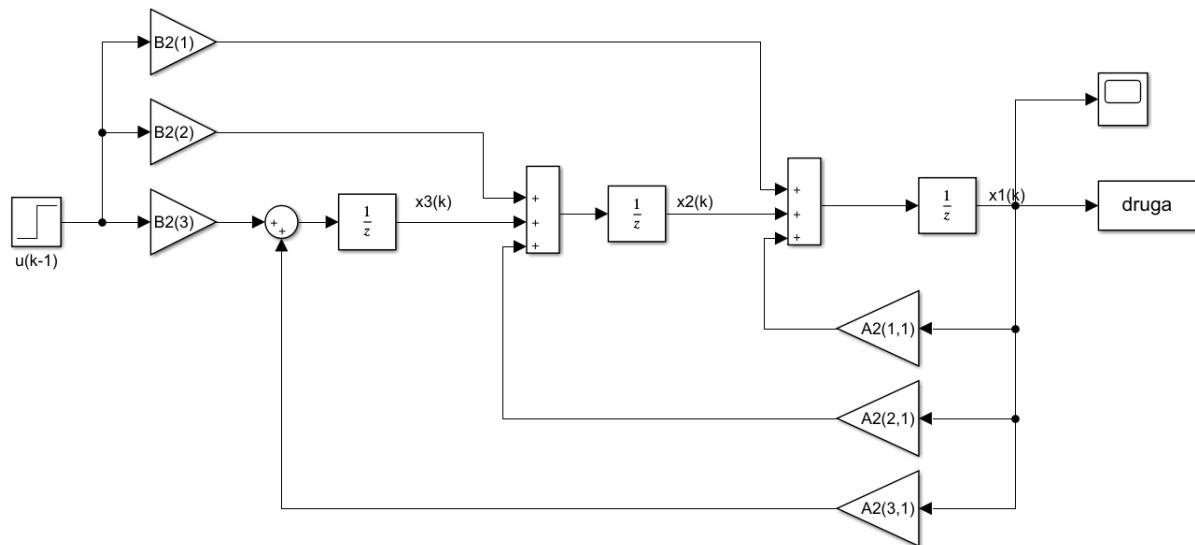 B2(1)
B2(2)
B2(3)
u(k-1)
+
+
1
z
x3(k)
+
+
+
1
z
x2(k)
+
+
+
1
z
x1(k)
druga
A2(1,1)
A2(2,1)
A2(3,1)